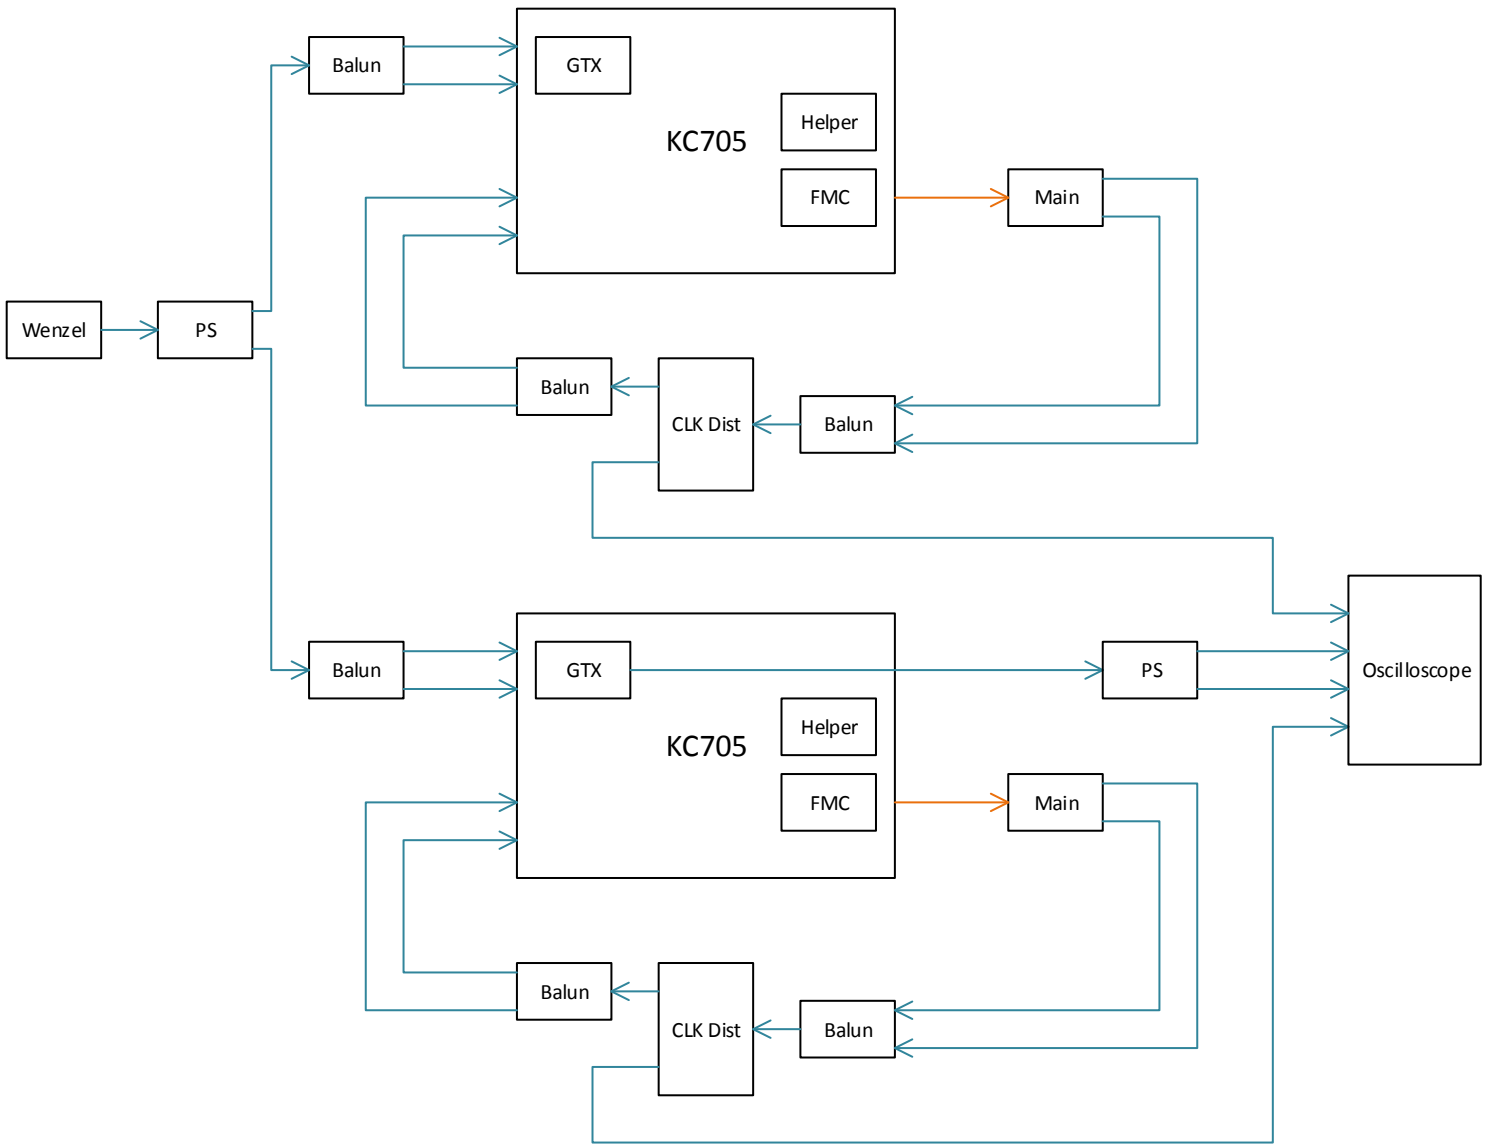 Balun
GTX
KC705
Helper
FMC
Main
Wenzel
PS
Balun
CLK Dist
Balun
Balun
GTX
KC705
Helper
FMC
Main
PS
Oscilloscope
Balun
CLK Dist
Balun